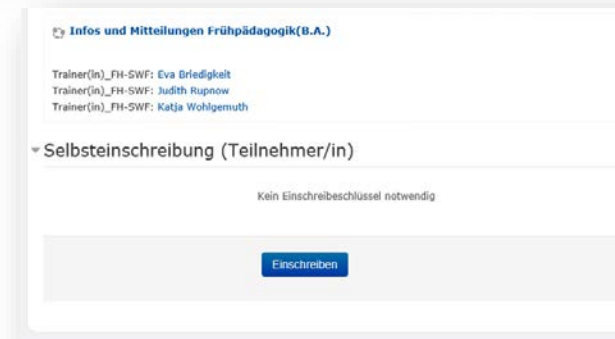 Infos und Mitteilungen Frühpädagogik(B.A.)
Trainer(in)_FH-SWF: Eva Briedigkeit
Trainer(in)_FH-SWF: Judith Rupnow
Trainer(in)_FH-SWF: Katja Wohlgemuth
Selbsteinschreibung (Teilnehmer/in)
Kein Einschreibeschlüssel notwendig
Einschreiben